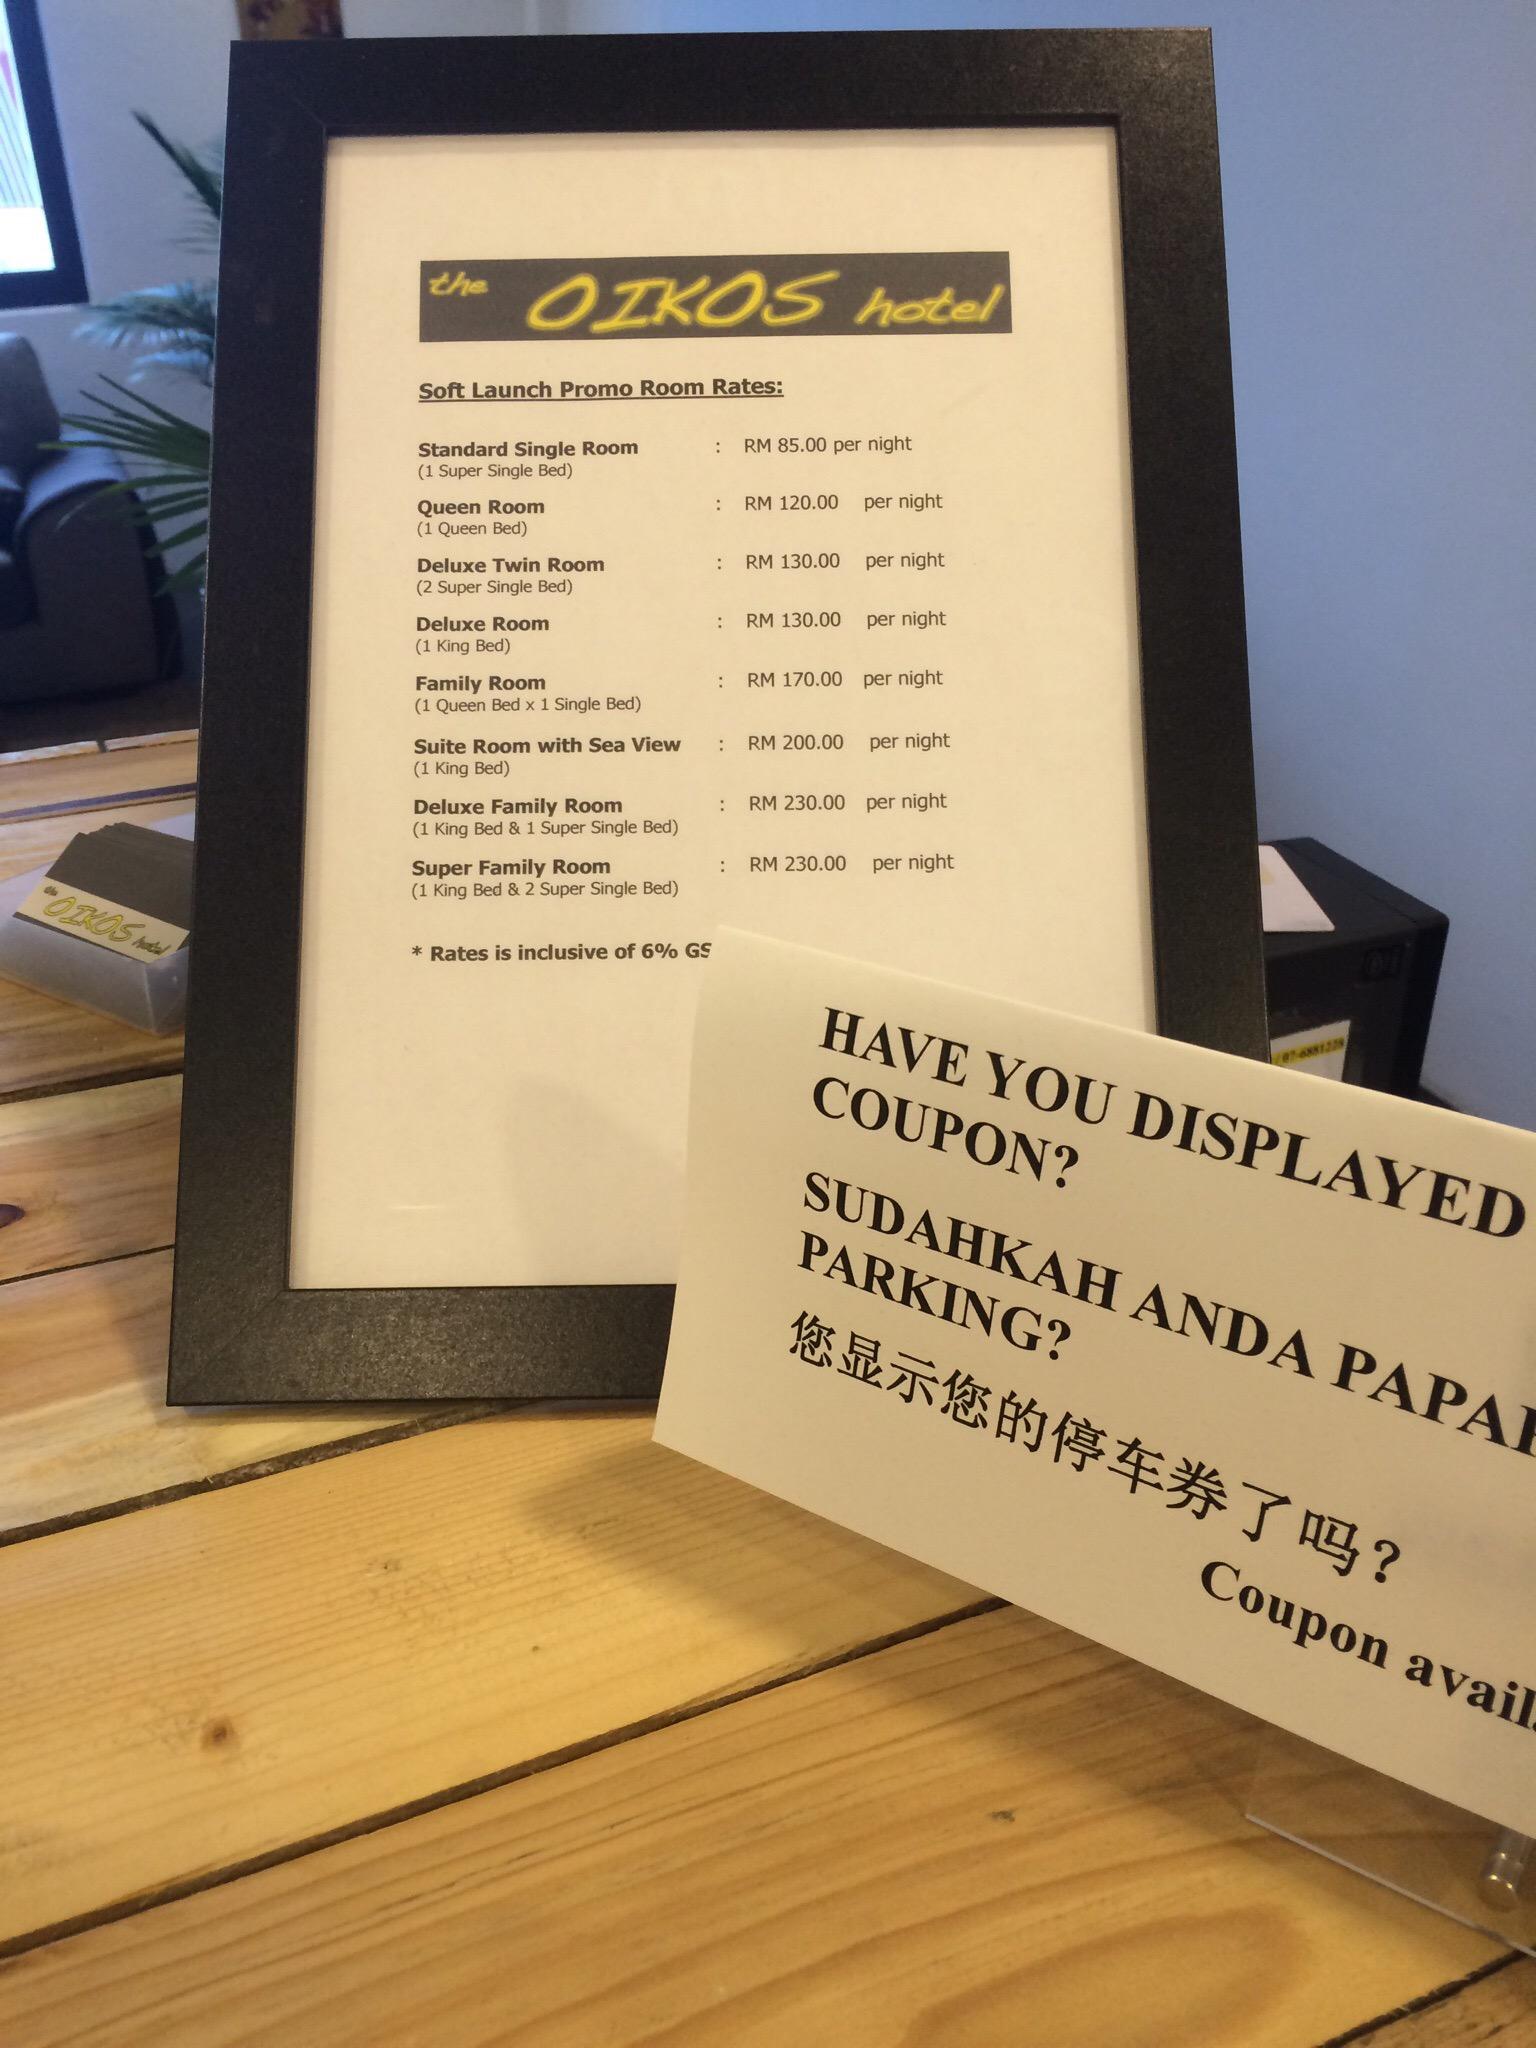 the OIKOS hotel
Soft Launch Promo Room Rates:
Standard Single Room : RM 85.00 per night
(1 Super Single Bed)
Queen Room : RM 120.00 per night
(1 Queen Bed)
Deluxe Twin Room : RM 130.00 per night
(2 Super Single Bed)
Deluxe Room : RM 130.00 per night
(1 King Bed)
Family Room : RM 170.00 per night
(1 Queen Bed x 1 Single Bed)
Suite Room with Sea View : RM 200.00 per night
(1 King Bed)
Deluxe Family Room : RM 230.00 per night
(1 King Bed & 1 Super Single Bed)
Super Family Room : RM 230.00 per night
(1 King Bed & 2 Super Single Bed)
* Rates is inclusive of 6% GS
the OIKOS hotel
07-6881228
HAVE YOU DISPLAYED
COUPON?
SUDAHKAH ANDA PAPA
PARKING?
您显示您的停车券了吗?
Coupon avail